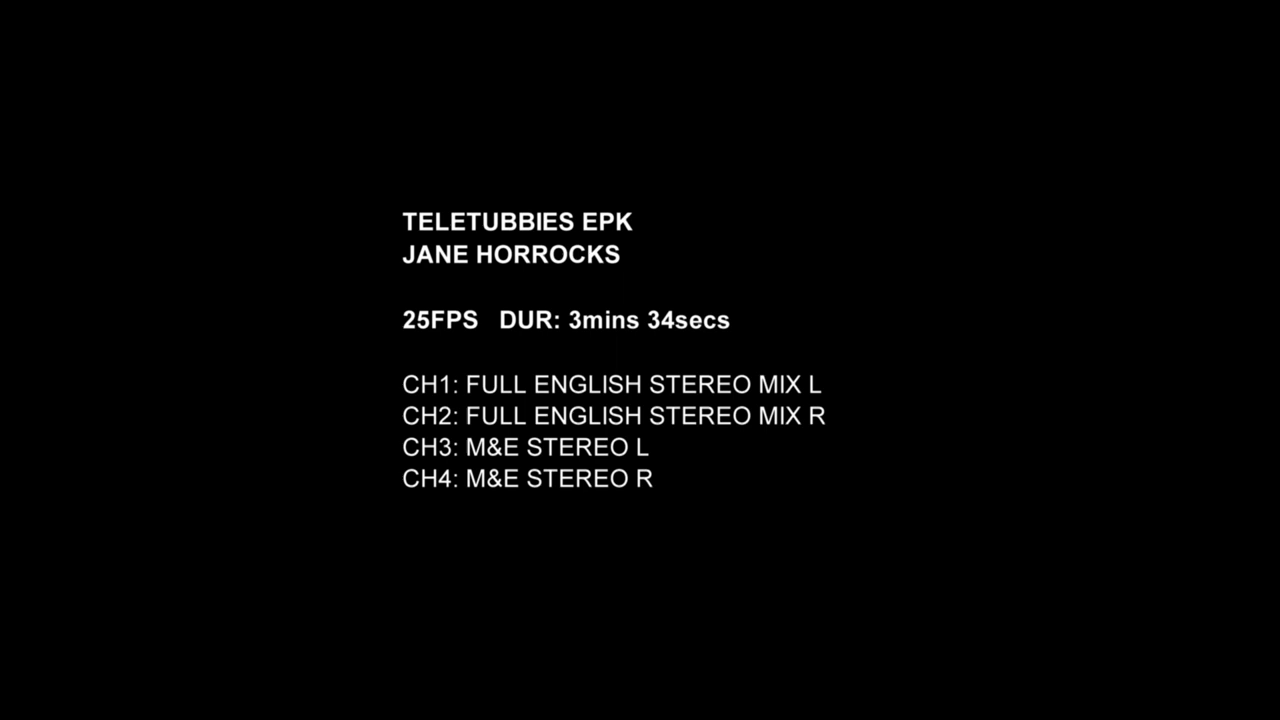 TELETUBBIES EPK
JANE HORROCKS
25FPS DUR: 3mins 34secs
CH1: FULL ENGLISH STEREO MIX L
CH2: FULL ENGLISH STEREO MIX R
CH3: M&E STEREO L
CH4: M&E STEREO R